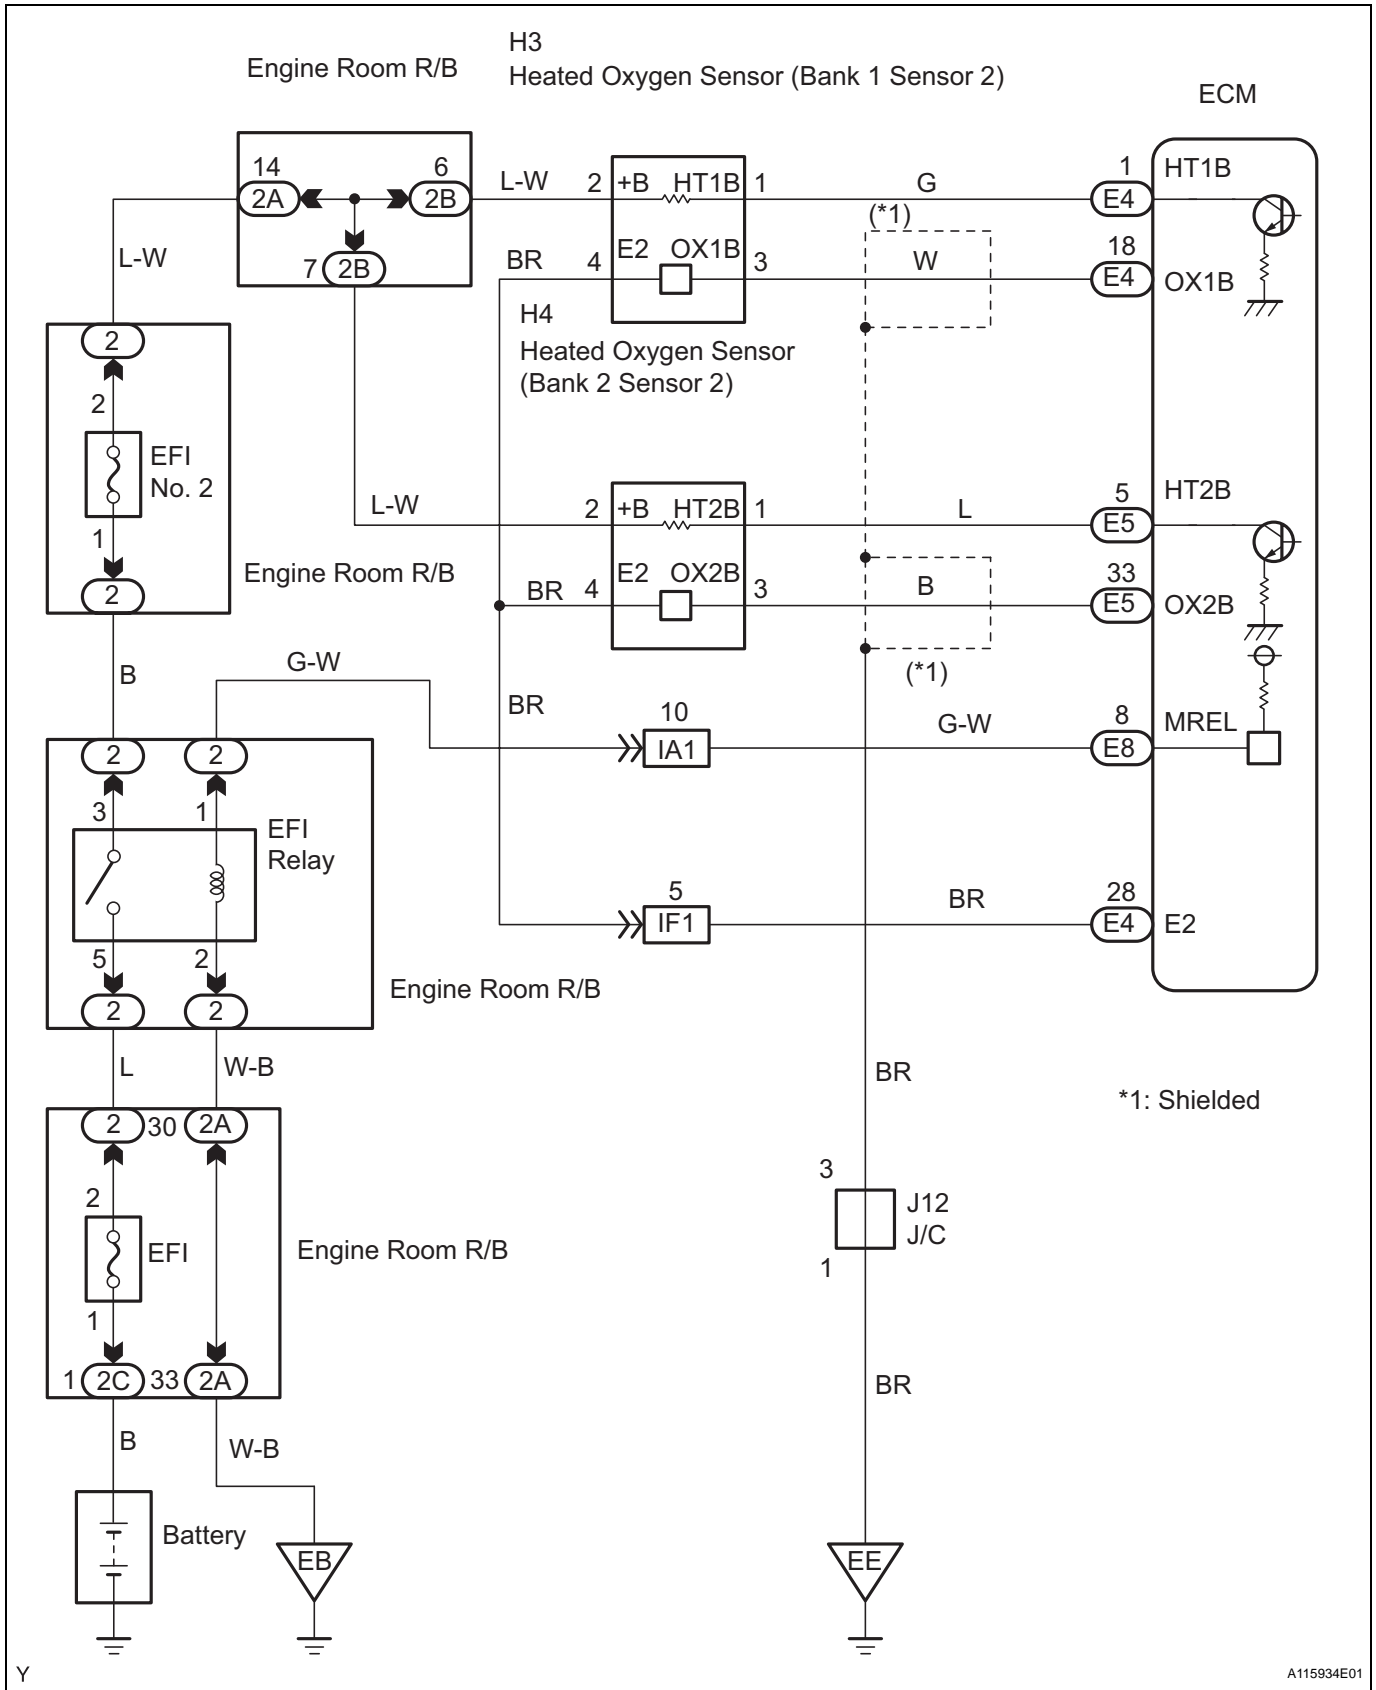 H3
Engine Room R/B
Heated Oxygen Sensor (Bank 1 Sensor 2)
ECM
14
6
2A
2B
7
2B
L-W
2
+B
HT1B
1
G
1
E4
HT1B
(*1)
L-W
BR
4
E2
OX1B
3
W
18
E4
OX1B
H4
Heated Oxygen Sensor
(Bank 2 Sensor 2)
2
2
EFI
No. 2
1
2
Engine Room R/B
L-W
2
+B
HT2B
1
L
5
E5
HT2B
BR
4
E2
OX2B
3
B
33
E5
OX2B
(*1)
B
G-W
BR
10
IA1
G-W
8
E8
MREL
2
2
3
1
EFI
Relay
5
2
2
2
Engine Room R/B
5
IF1
BR
28
E4
E2
L
W-B
BR
*1: Shielded
2
30
2A
2
EFI
1
Engine Room R/B
1
2C
33
2A
3
J12
J/C
1
B
W-B
BR
Battery
EB
EE
Y
A115934E01